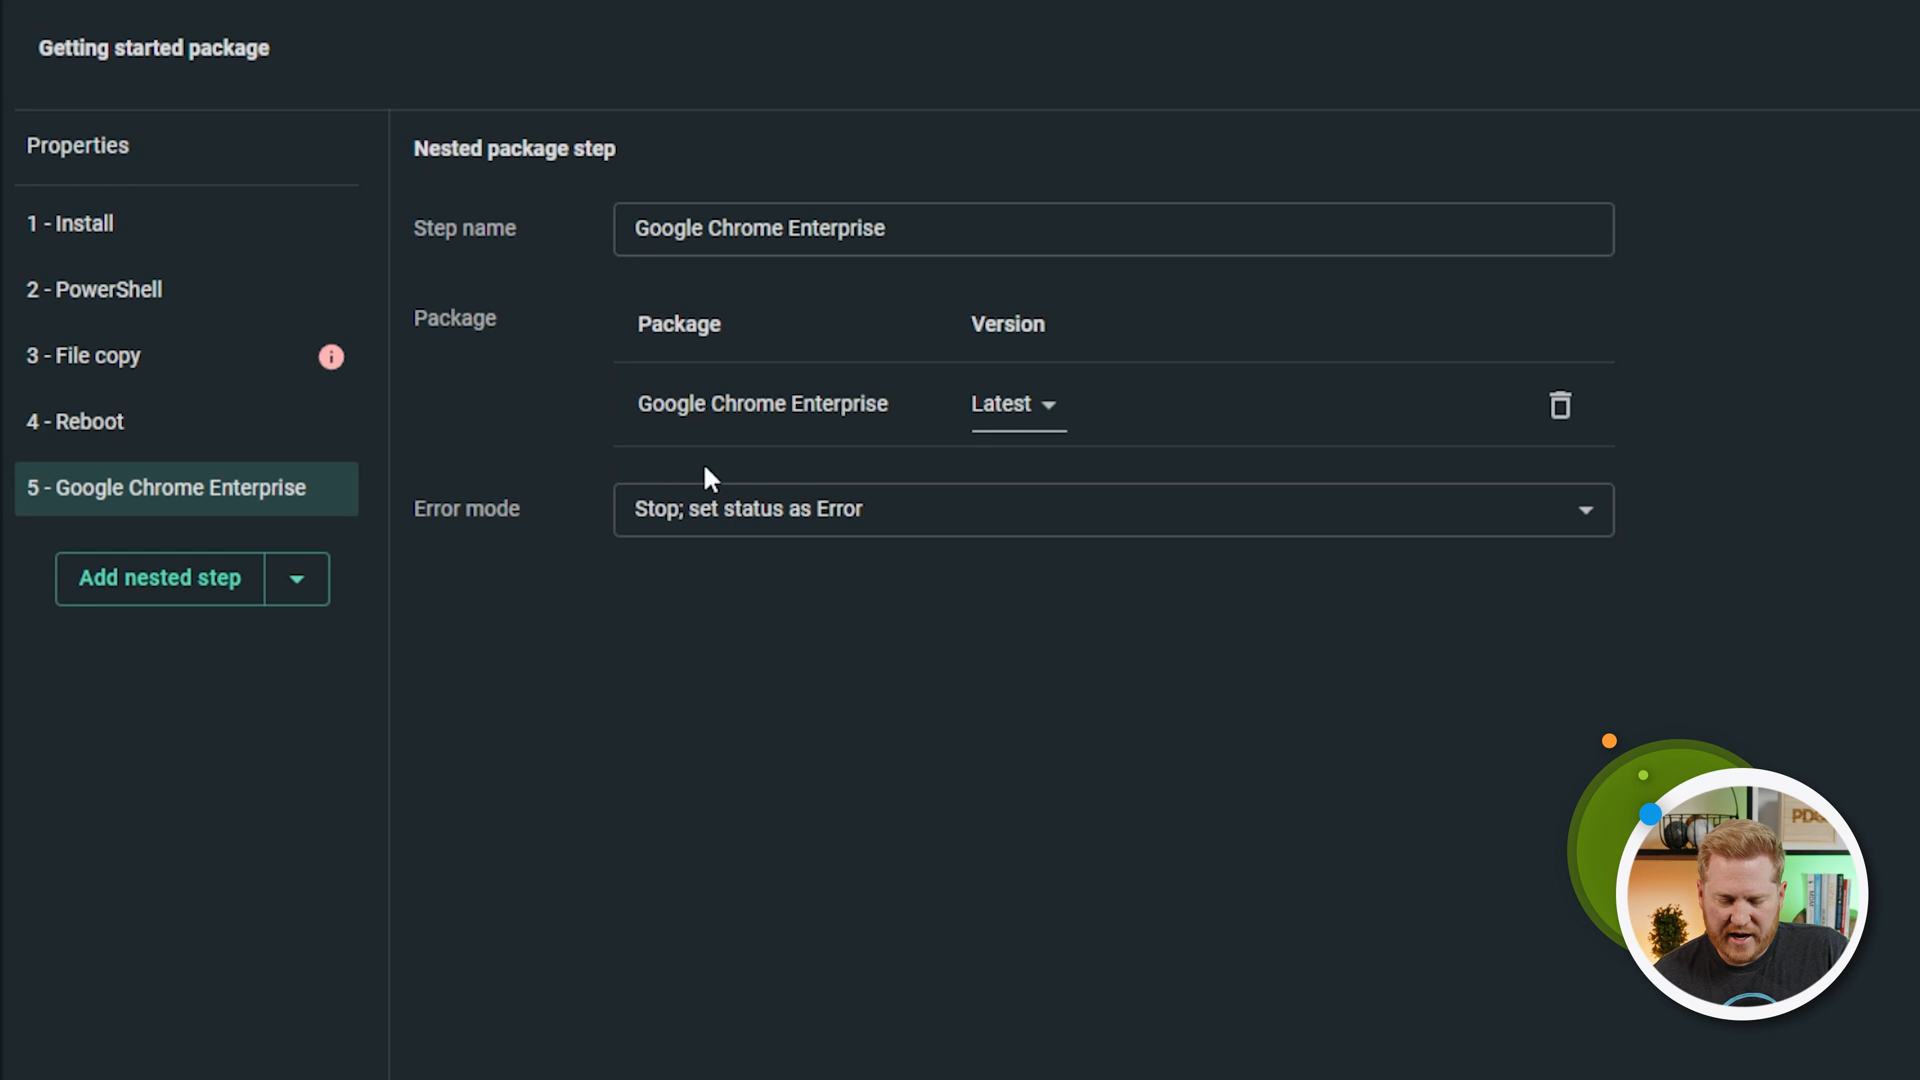 Getting started package
Properties
1 - Install
2 - PowerShell
3 - File copy
4 - Reboot
5 - Google Chrome Enterprise
Add nested step
Nested package step
Step name
Google Chrome Enterprise
Package
Package Version
Google Chrome Enterprise Latest
Error mode
Stop; set status as Error